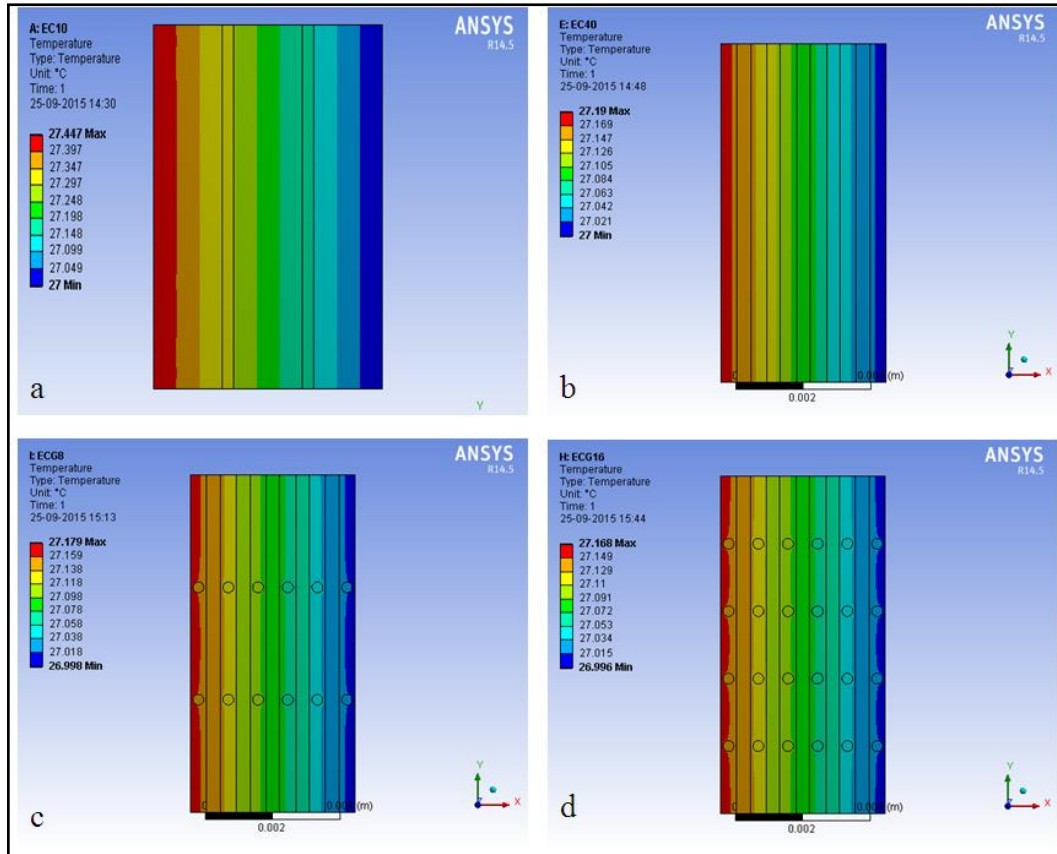 A: EC10
Temperature
Type: Temperature
Unit: °C
Time: 1
25-09-2015 14:30
27.447 Max
27.397
27.347
27.297
27.248
27.198
27.148
27.099
27.049
27 Min
ANSYS
R14.5
a
Y
E: EC40
Temperature
Type: Temperature
Unit: °C
Time: 1
25-09-2015 14:48
27.19 Max
27.169
27.147
27.126
27.105
27.084
27.063
27.042
27.021
27 Min
ANSYS
R14.5
(m)
0.002
Y
X
b
I: ECG8
Temperature
Type: Temperature
Unit: °C
Time: 1
25-09-2015 15:13
27.179 Max
27.159
27.138
27.118
27.098
27.078
27.058
27.038
27.018
26.998 Min
ANSYS
R14.5
(m)
0.002
Y
X
c
H: ECG16
Temperature
Type: Temperature
Unit: °C
Time: 1
25-09-2015 15:44
27.168 Max
27.149
27.129
27.11
27.091
27.072
27.053
27.034
27.015
26.996 Min
ANSYS
R14.5
(m)
0.002
Y
X
d